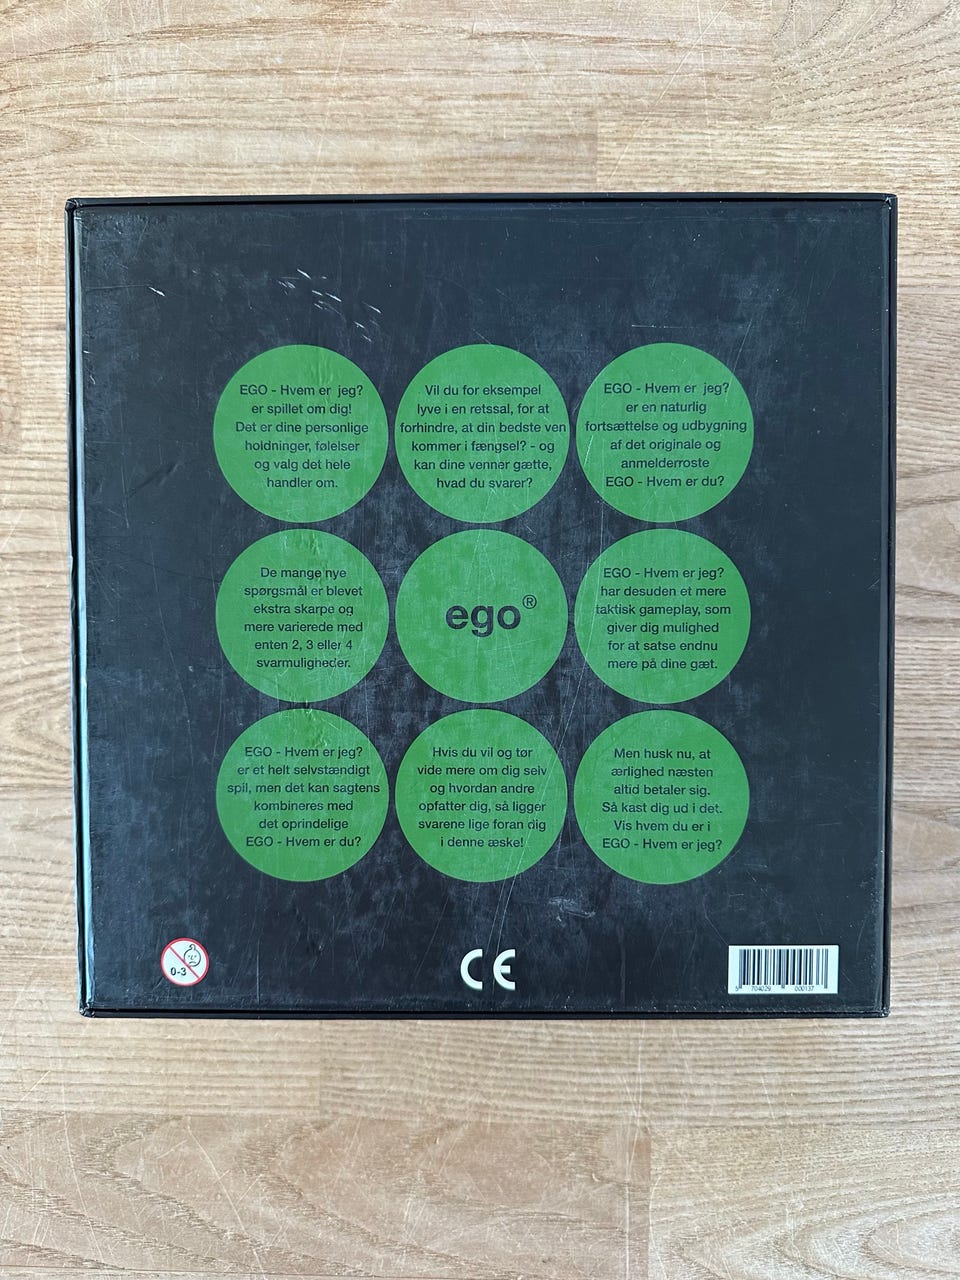 EGO - Hvem er jeg?
er spillet om dig!
Det er dine personlige
holdninger, følelser
og valg det hele
handler om.
Vil du for eksempel
lyve i en retssal, for at
forhindre, at din bedste ven
kommer i fængsel? - og
kan dine venner gætte,
hvad du svarer?
EGO - Hvem er jeg?
er en naturlig
fortsættelse og udbygning
af det originale og
anmelderroste
EGO - Hvem er du?
De mange nye
spørgsmål er blevet
ekstra skarpe og
mere varierede med
enten 2, 3 eller 4
svarmuligheder.
ego®
EGO - Hvem er jeg?
har desuden et mere
taktisk gameplay, som
giver dig mulighed
for at satse endnu
mere på dine gæt.
EGO - Hvem er jeg?
er et helt selvstændigt
spil, men det kan sagtens
kombineres med
det oprindelige
EGO - Hvem er du?
Hvis du vil og tør
vide mere om dig selv
og hvordan andre
opfatter dig, så ligger
svarene lige foran dig
i denne æske!
Men husk nu, at
ærlighed næsten
altid betaler sig.
Så kast dig ud i det.
Vis hvem du er i
EGO - Hvem er jeg?
0-3
CE
5 704029 000137